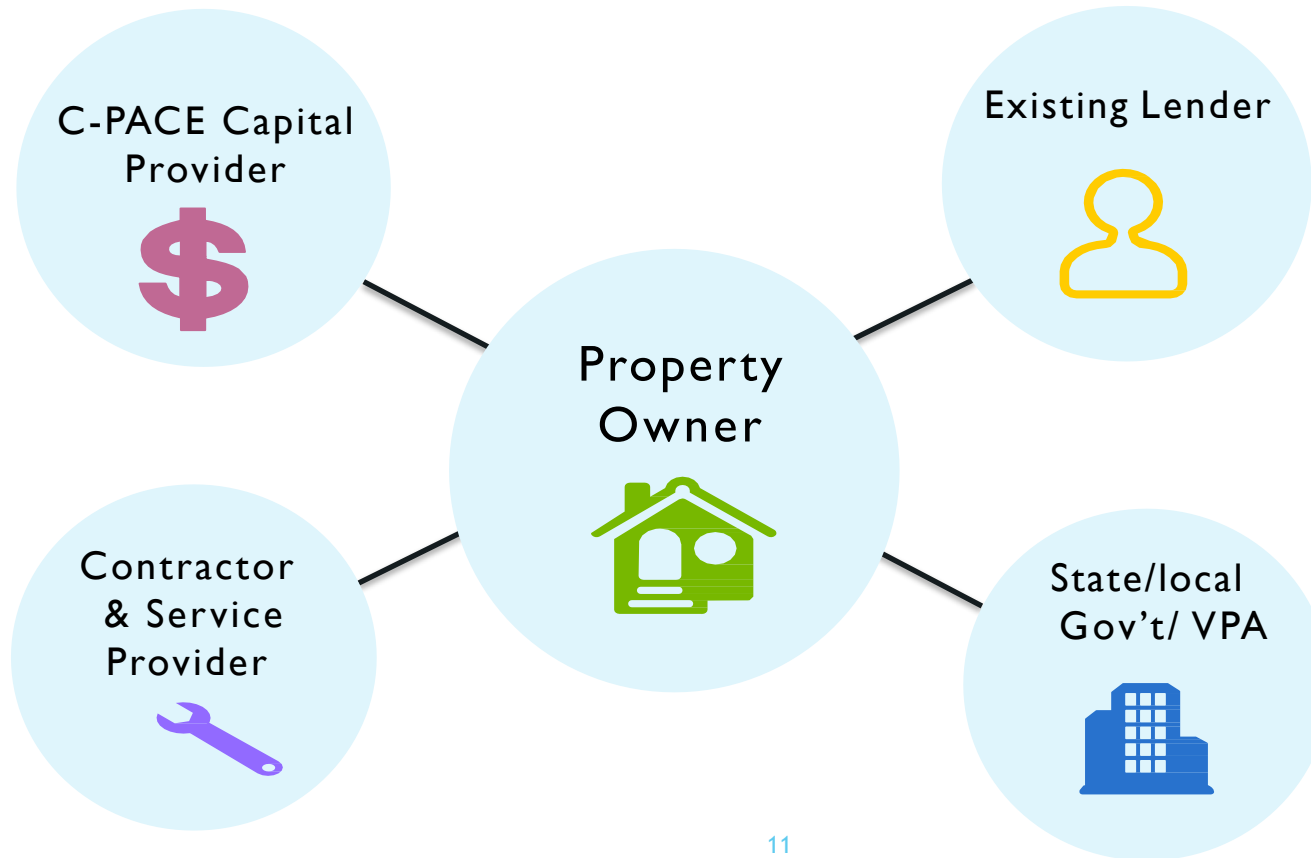 C-PACE Capital
Provider
Existing Lender
Property
Owner
Contractor
& Service
Provider
State/local
Gov’t/ VPA
11